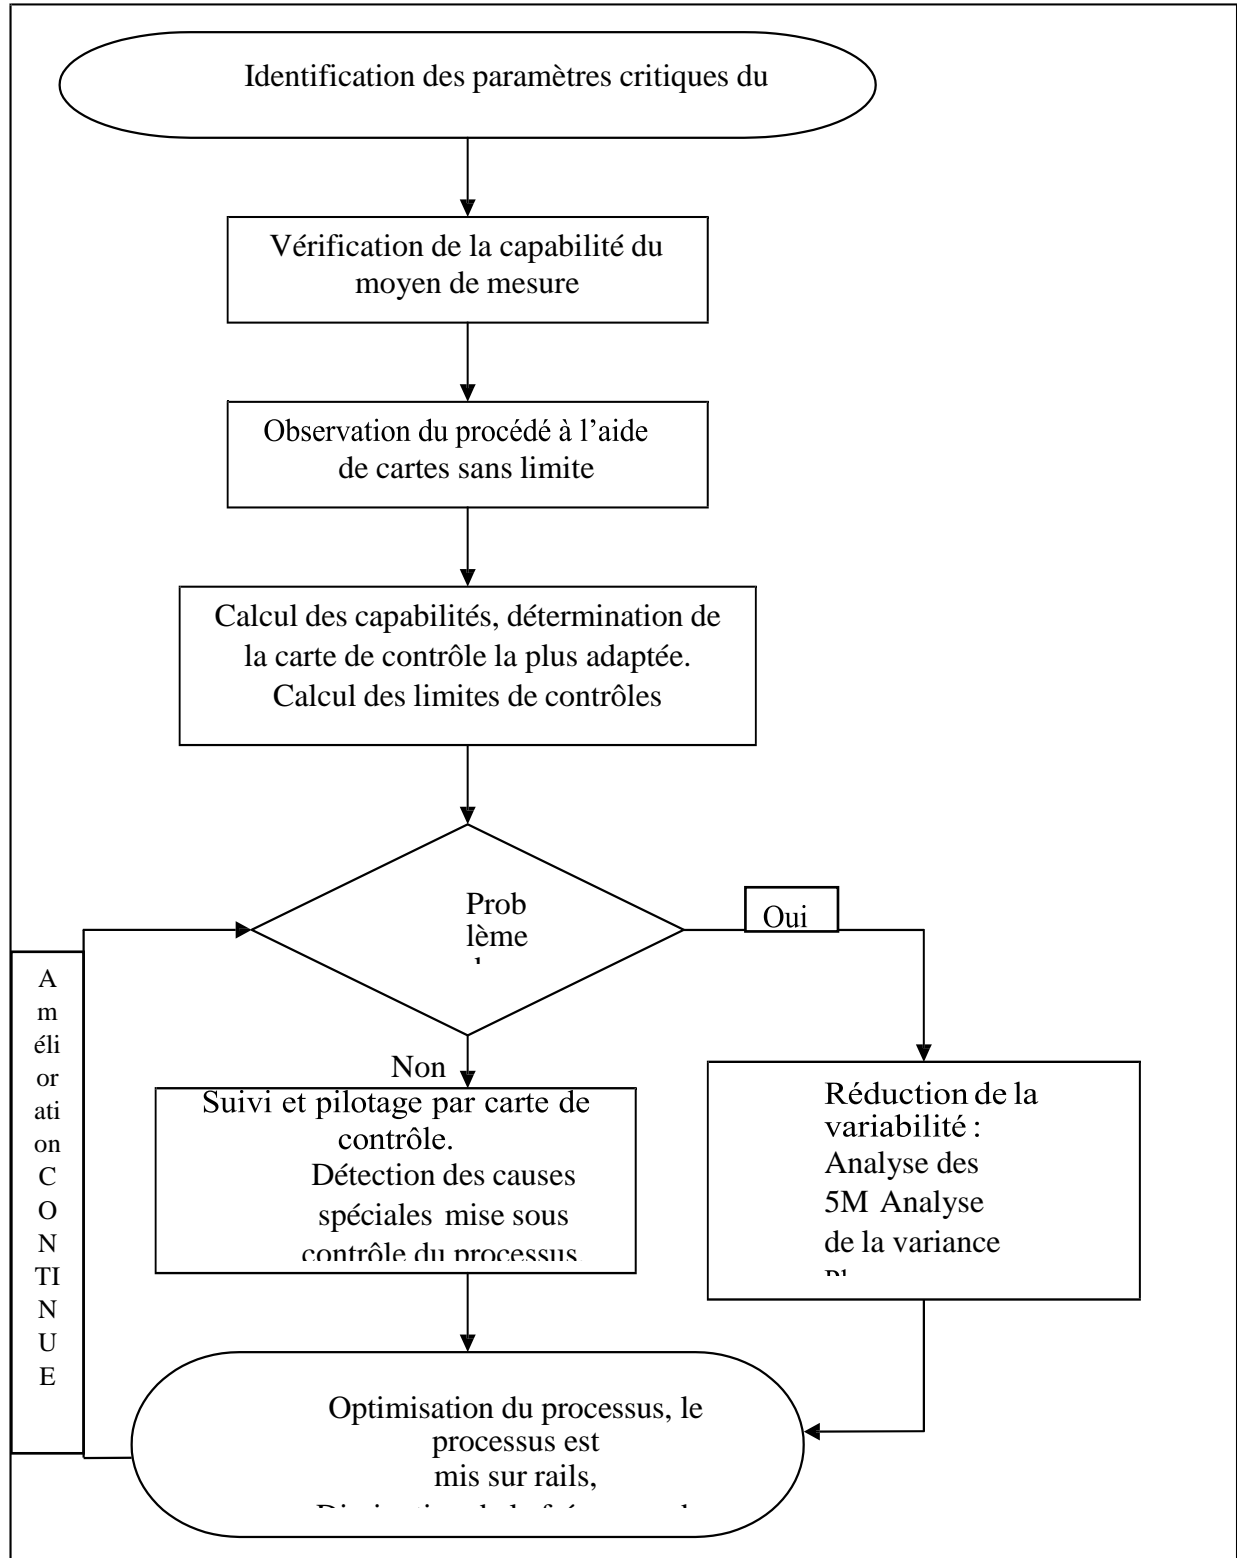 Identification des paramètres critiques du
Vérification de la capabilité du
moyen de mesure
Observation du procédé à l’aide
de cartes sans limite
Calcul des capabilités, détermination de
la carte de contrôle la plus adaptée.
Calcul des limites de contrôles
Prob
lème
Oui
Non
Suivi et pilotage par carte de
contrôle.
Détection des causes
spéciales mise sous
contrôle du processus
Réduction de la
variabilité :
Analyse des
5M Analyse
de la variance
A
m
éli
or
ati
on
C
O
N
TI
N
U
E
Optimisation du processus, le
processus est
mis sur rails,